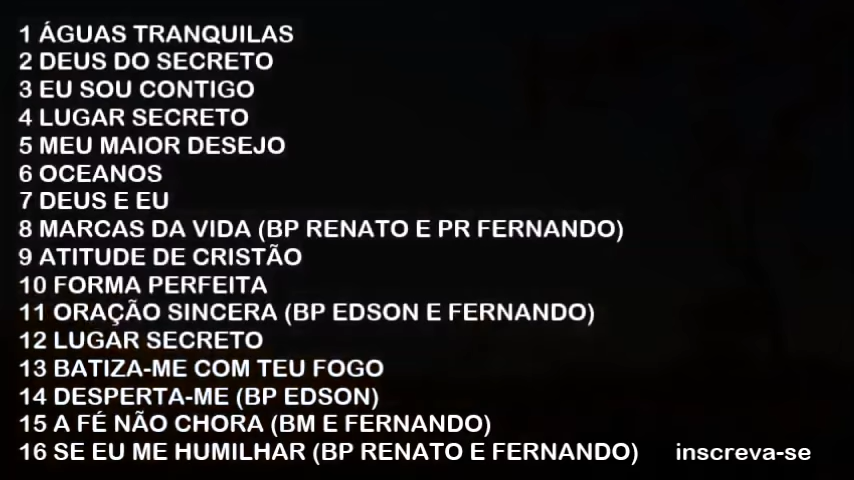 1 ÁGUAS TRANQUILAS
2 DEUS DO SECRETO
3 EU SOU CONTIGO
4 LUGAR SECRETO
5 MEU MAIOR DESEJO
6 OCEANOS
7 DEUS E EU
8 MARCAS DA VIDA (BP RENATO E PR FERNANDO)
9 ATITUDE DE CRISTÃO
10 FORMA PERFEITA
11 ORAÇÃO SINCERA (BP EDSON E FERNANDO)
12 LUGAR SECRETO
13 BATIZA-ME COM TEU FOGO
14 DESPERTA-ME (BP EDSON)
15 A FÉ NÃO CHORA (BM E FERNANDO)
16 SE EU ME HUMILHAR (BP RENATO E FERNANDO) inscreva-se